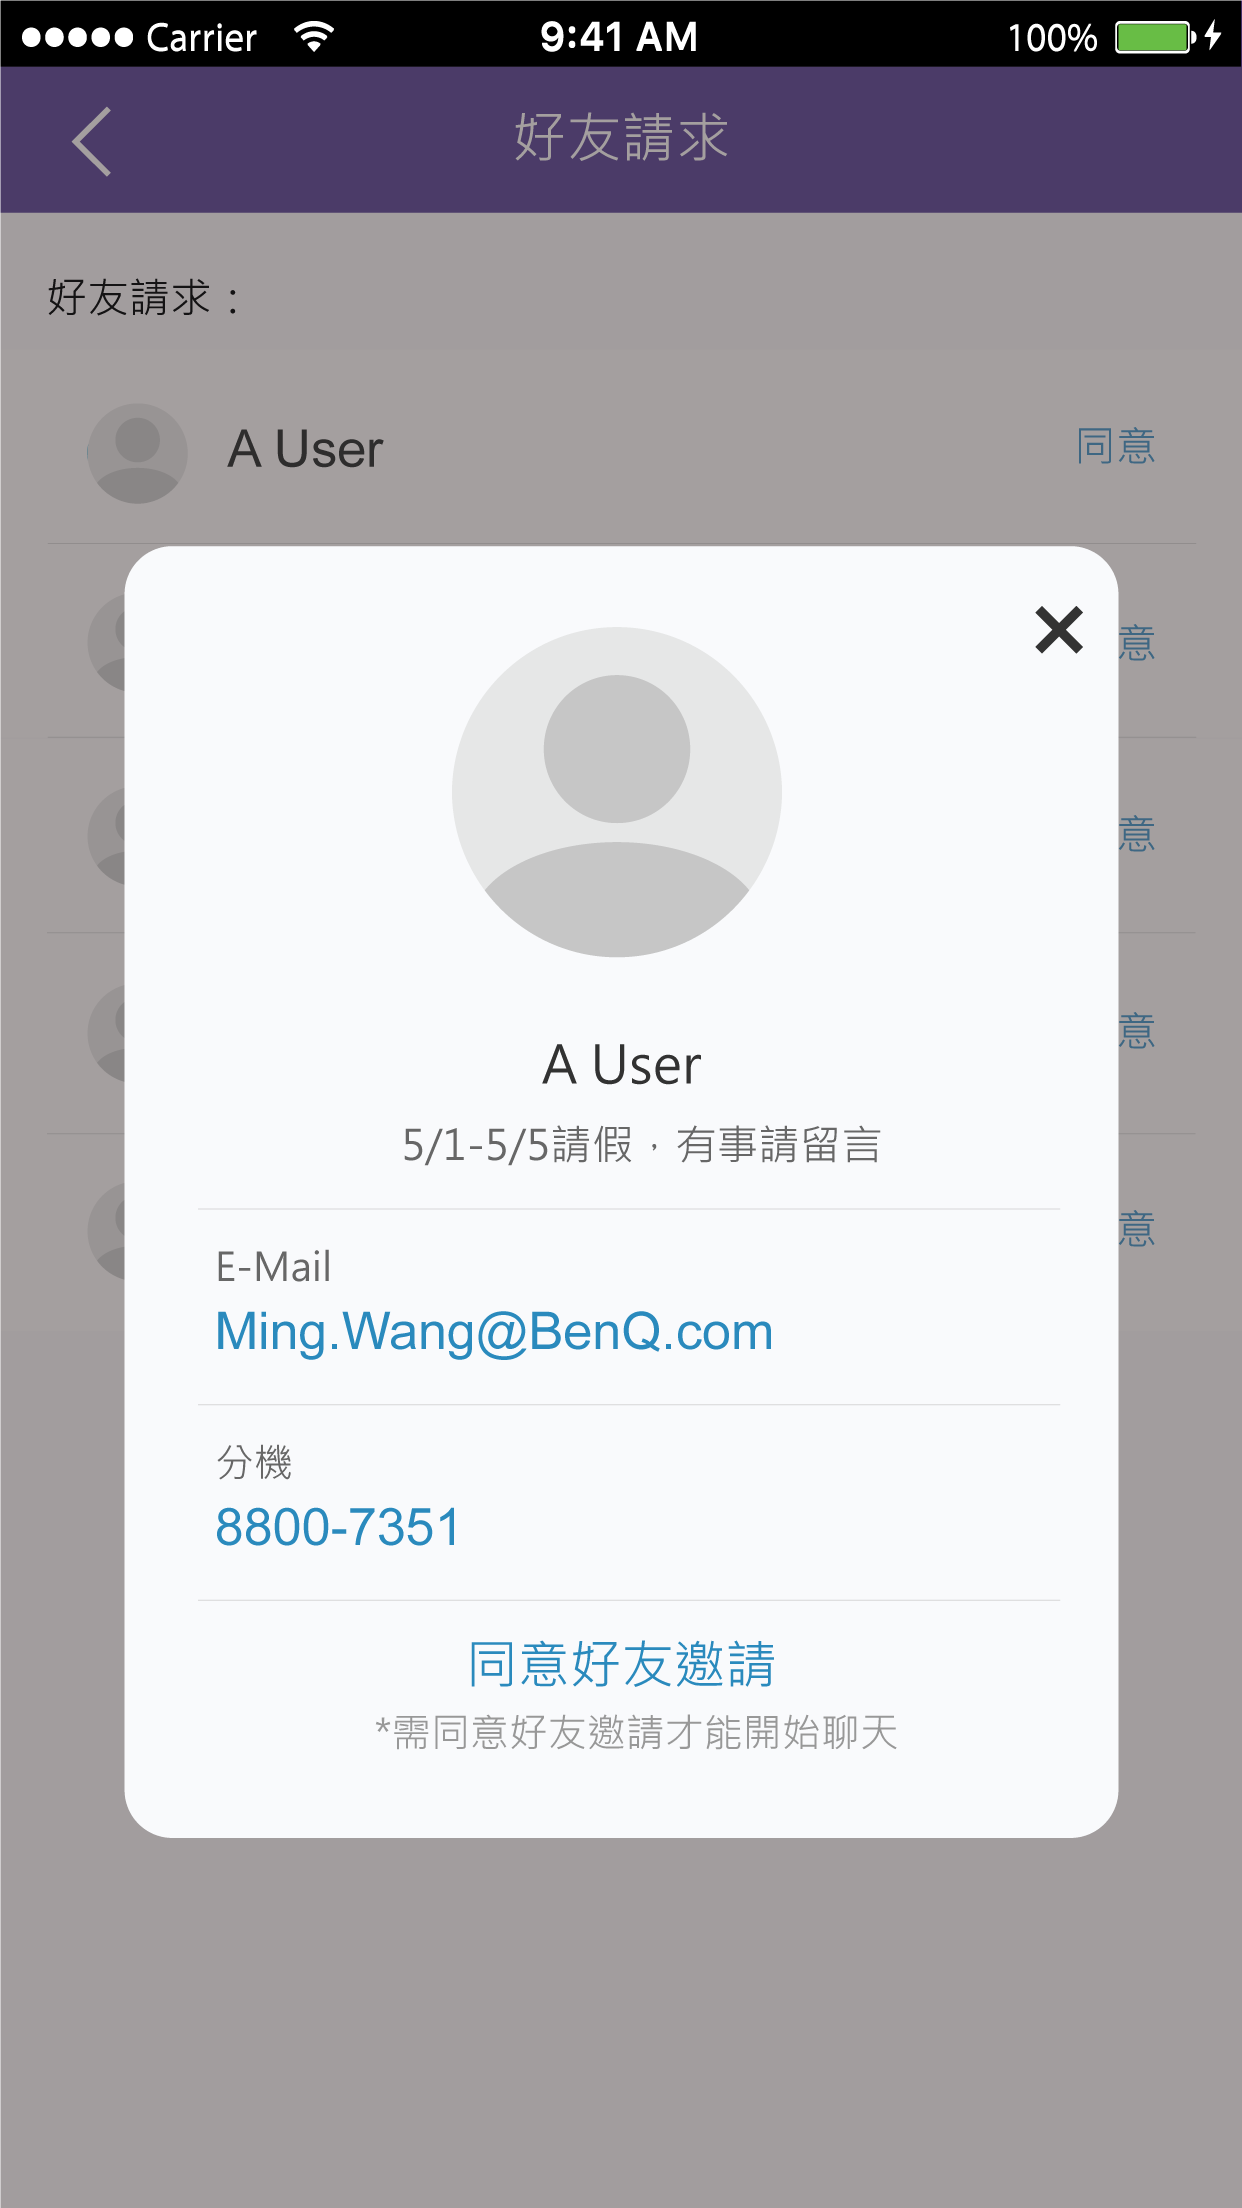 Carrier 9:41 AM 100%
好友請求
好友請求：
A User 同意
意
意
意
意
A User
5/1-5/5請假，有事請留言
E-Mail
Ming.Wang@BenQ.com
分機
8800-7351
同意好友邀請
*需同意好友邀請才能開始聊天